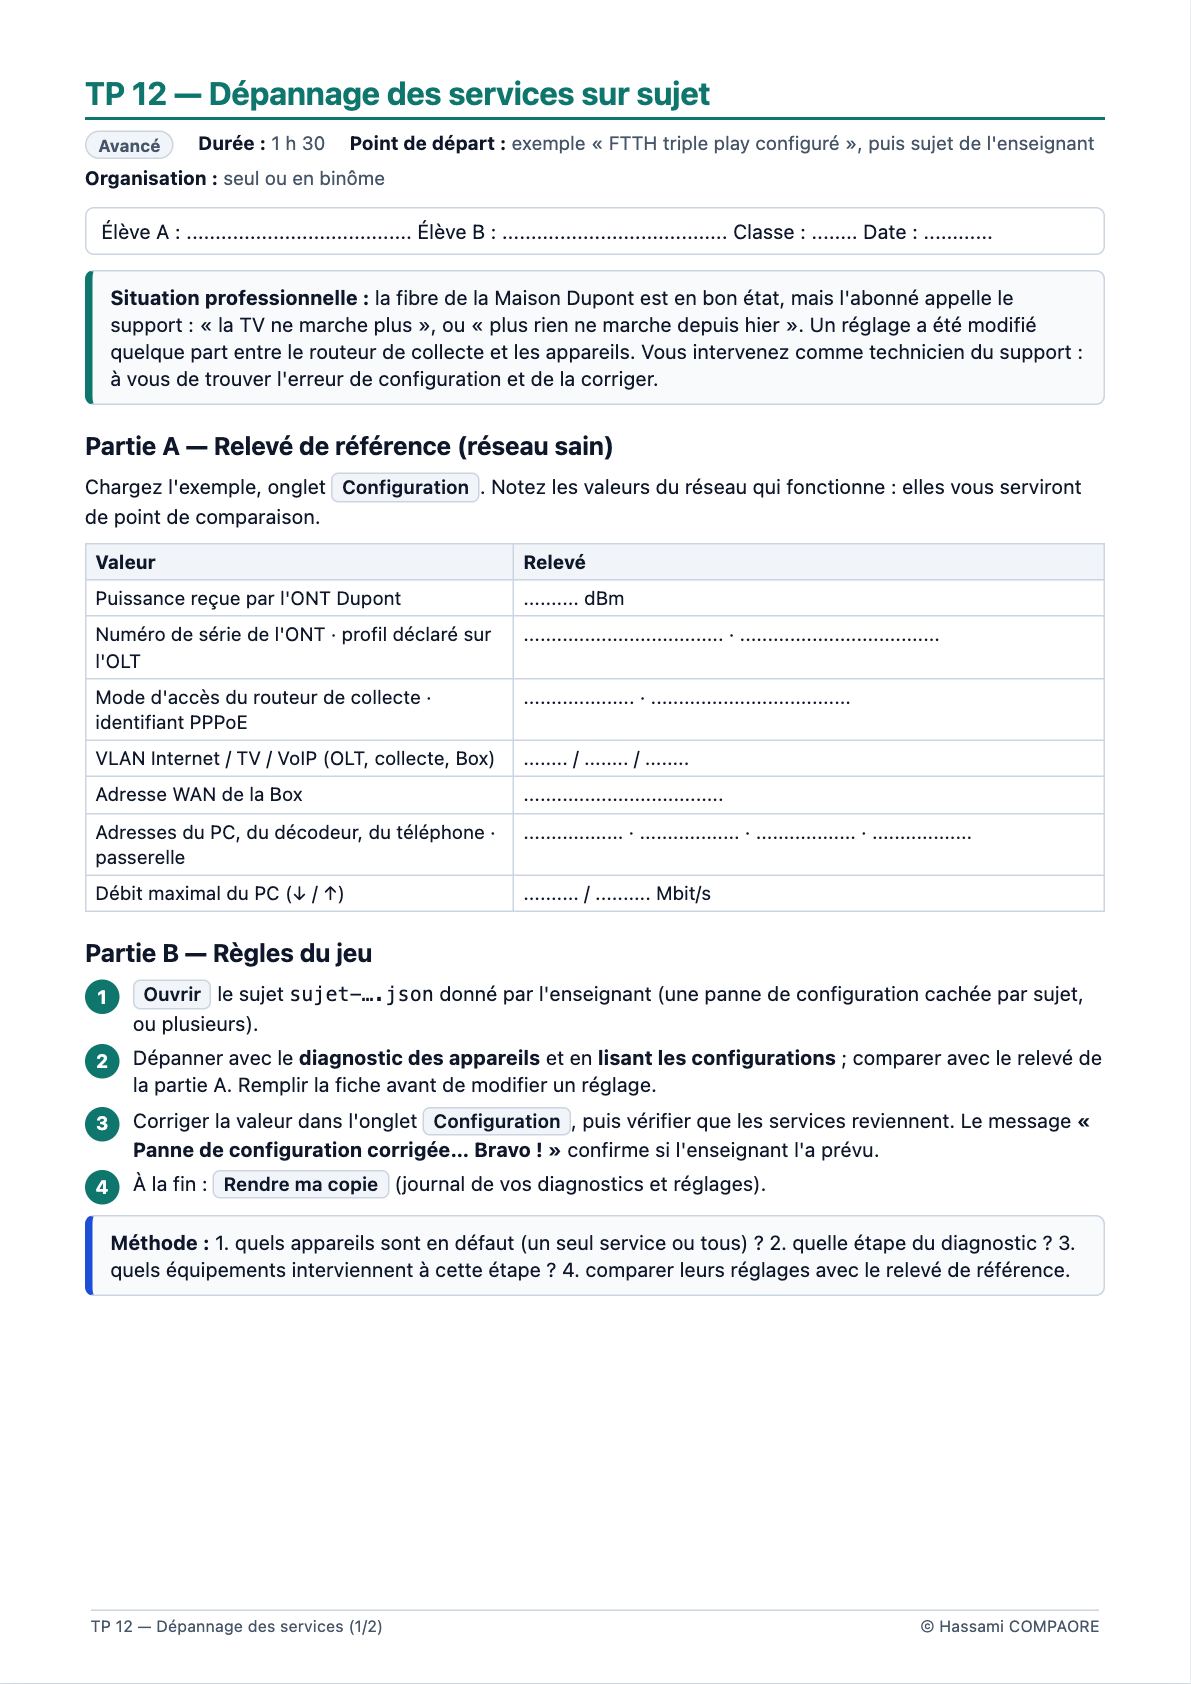 TP 12 — Dépannage des services sur sujet
Avancé Durée : 1 h 30 Point de départ : exemple « FTTH triple play configuré », puis sujet de l'enseignant
Organisation : seul ou en binôme
Élève A : ....................................... Élève B : ....................................... Classe : ........ Date : ............
Situation professionnelle : la fibre de la Maison Dupont est en bon état, mais l'abonné appelle le
support : « la TV ne marche plus », ou « plus rien ne marche depuis hier ». Un réglage a été modifié
quelque part entre le routeur de collecte et les appareils. Vous intervenez comme technicien du support :
à vous de trouver l'erreur de configuration et de la corriger.
Partie A — Relevé de référence (réseau sain)
Chargez l'exemple, onglet Configuration . Notez les valeurs du réseau qui fonctionne : elles vous serviront
de point de comparaison.
Valeur Relevé
Puissance reçue par l'ONT Dupont .......... dBm
Numéro de série de l'ONT · profil déclaré sur .................................... · ....................................
l'OLT
Mode d'accès du routeur de collecte · .................... · ....................................
identifiant PPPoE
VLAN Internet / TV / VoIP (OLT, collecte, Box) ........ / ........ / ........
Adresse WAN de la Box ....................................
Adresses du PC, du décodeur, du téléphone · .................. · .................. · .................. · ..................
passerelle
Débit maximal du PC (↓ / ↑) .......... / .......... Mbit/s
Partie B — Règles du jeu
1 Ouvrir le sujet sujet-….json donné par l'enseignant (une panne de configuration cachée par sujet,
ou plusieurs).
2 Dépanner avec le diagnostic des appareils et en lisant les configurations ; comparer avec le relevé de
la partie A. Remplir la fiche avant de modifier un réglage.
3 Corriger la valeur dans l'onglet Configuration , puis vérifier que les services reviennent. Le message «
Panne de configuration corrigée... Bravo ! » confirme si l'enseignant l'a prévu.
4 À la fin : Rendre ma copie (journal de vos diagnostics et réglages).
Méthode : 1. quels appareils sont en défaut (un seul service ou tous) ? 2. quelle étape du diagnostic ? 3.
quels équipements interviennent à cette étape ? 4. comparer leurs réglages avec le relevé de référence.
TP 12 — Dépannage des services (1/2) © Hassami COMPAORE